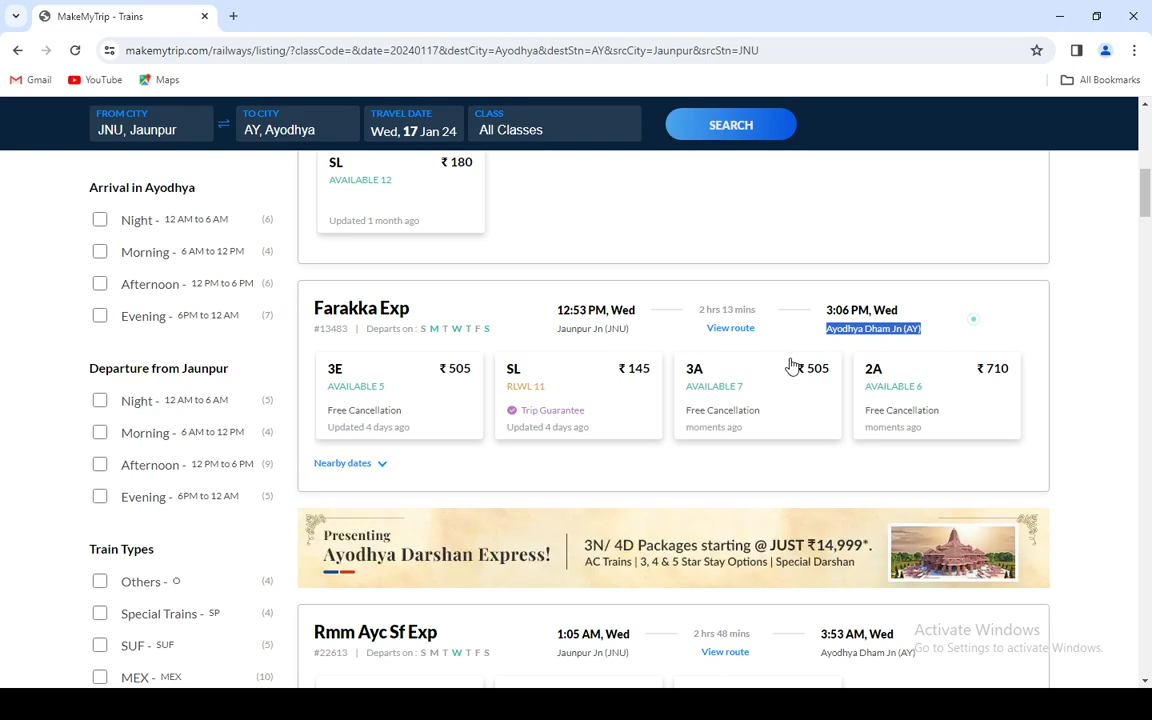 MakeMyTrip - Trains
makemytrip.com/railways/listing/?classCode=&date=20240117&destCity=Ayodhya&destStn=AY&srcCity=Jaunpur&srcStn=JNU
Gmail YouTube Maps All Bookmarks
FROM CITY TO CITY TRAVEL DATE CLASS
JNU, Jaunpur AY, Ayodhya Wed, 17 Jan 24 All Classes SEARCH
Arrival in Ayodhya
Night - 12 AM to 6 AM (6)
Morning - 6 AM to 12 PM (4)
Afternoon - 12 PM to 6 PM (6)
Evening - 6PM to 12 AM (7)
Departure from Jaunpur
Night - 12 AM to 6 AM (5)
Morning - 6 AM to 12 PM (4)
Afternoon - 12 PM to 6 PM (9)
Evening - 6PM to 12 AM (5)
Train Types
Others - O (4)
Special Trains - SP (4)
SUF - SUF (5)
MEX - MEX (10)
SL ₹ 180
AVAILABLE 12
Updated 1 month ago
Farakka Exp 12:53 PM, Wed 2 hrs 13 mins 3:06 PM, Wed
#13483 | Departs on : S M T W T F S Jaunpur Jn (JNU) View route Ayodhya Dham Jn (AY)
3E ₹ 505
AVAILABLE 5
Free Cancellation
Updated 4 days ago
SL ₹ 145
RLWL 11
Trip Guarantee
Updated 4 days ago
3A ₹ 505
AVAILABLE 7
Free Cancellation
moments ago
2A ₹ 710
AVAILABLE 6
Free Cancellation
moments ago
Nearby dates
Presenting
Ayodhya Darshan Express!
3N/ 4D Packages starting @ JUST ₹14,999*.
AC Trains | 3, 4 & 5 Star Stay Options | Special Darshan
Rmm Ayc Sf Exp 1:05 AM, Wed 2 hrs 48 mins 3:53 AM, Wed
#22613 | Departs on : S M T W T F S Jaunpur Jn (JNU) View route Ayodhya Dham Jn (AY)
Activate Windows
Go to Settings to activate Windows.